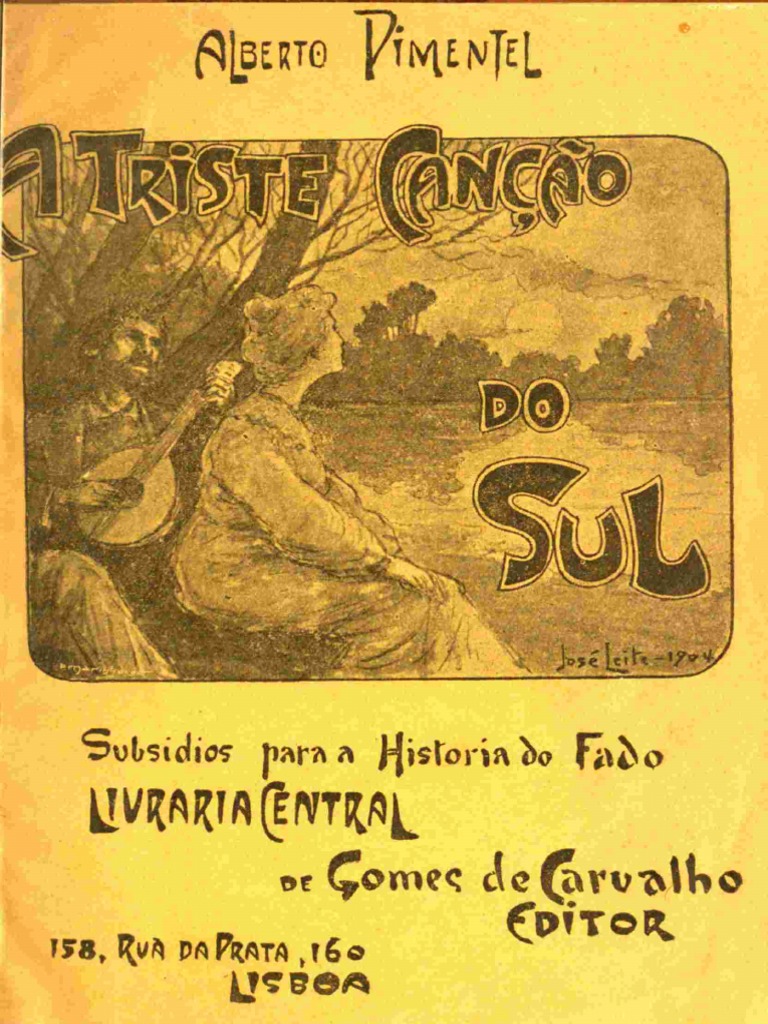 ALBERTO PIMENTEL
A TRISTE CANÇÃO
DO
SUL
José Leite-1904
Subsidios para a Historia do Fado
LIVRARIA CENTRAL
DE Gomes de Carvalho
EDITOR
158, RUA DA PRATA, 160
LISBOA